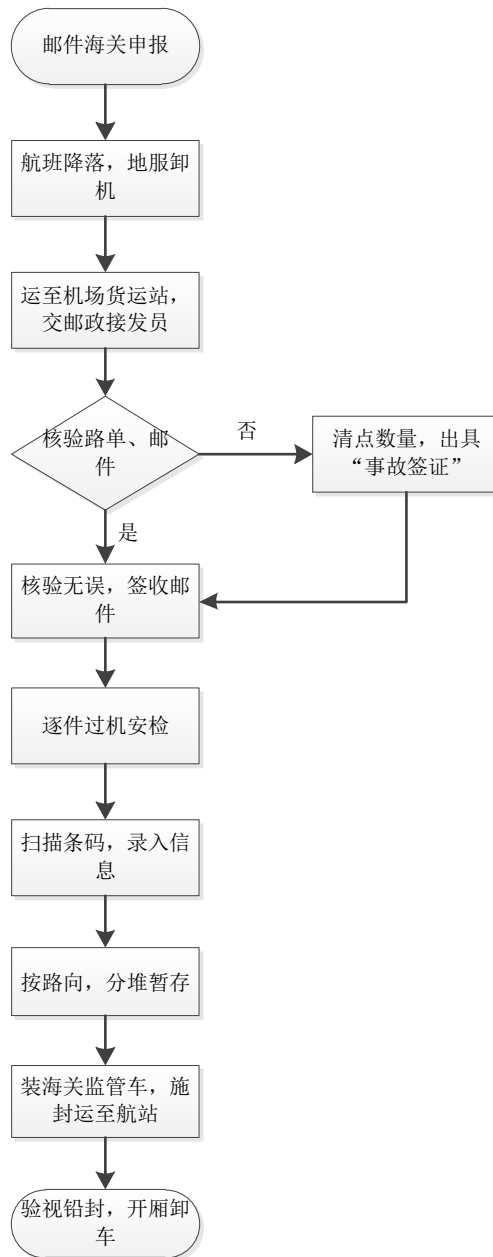 邮件海关申报
航班降落，地服卸
机
运至机场货运站，
交邮政接发员
核验路单、邮
件
否
清点数量，出具
“事故签证”
是
核验无误，签收邮
件
逐件过机安检
扫描条码，录入信
息
按路向，分堆暂存
装海关监管车，施
封运至航站
验视铅封，开厢卸
车